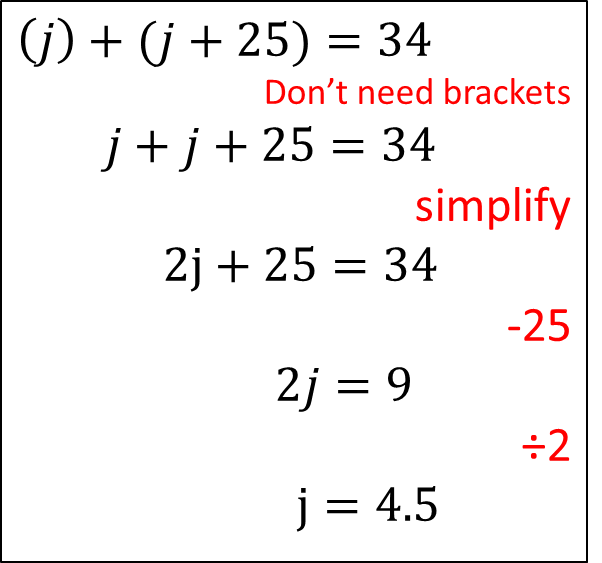 (j) + (j + 25) = 34
Don't need brackets
j + j + 25 = 34
simplify
2j + 25 = 34
-25
2j = 9
÷2
j = 4.5